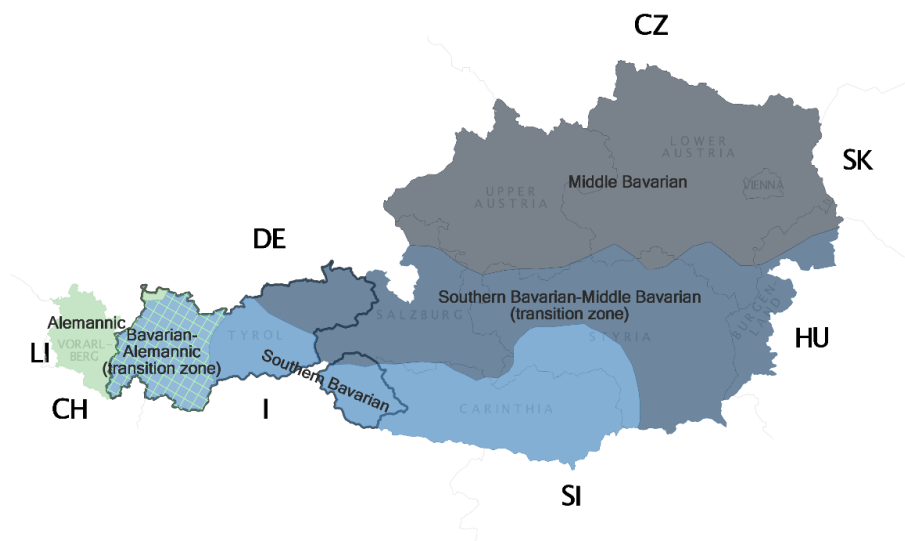 CZ
LOWER
AUSTRIA
SK
Middle Bavarian
VIENNA
UPPER
AUSTRIA
DE
Southern Bavarian-Middle Bavarian
(transition zone)
SALZBURG
STYRIA
BURGEN-
LAND
HU
Alemannic
VORARL-
BERG
LI
Bavarian-
Alemannic
(transition zone)
TYROL
Southern Bavarian
CH
I
CARINTHIA
SI